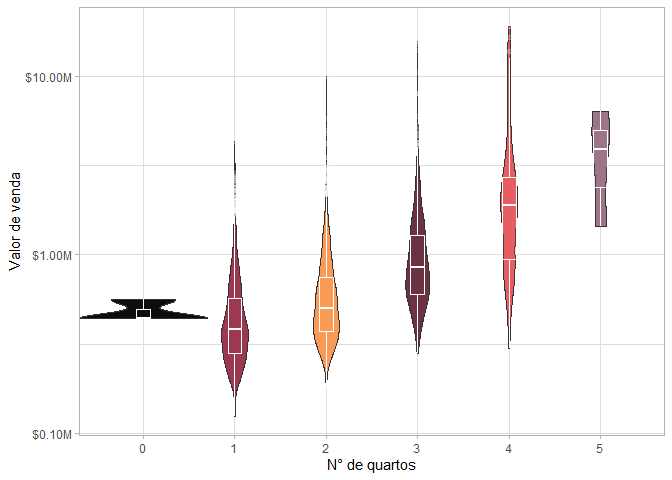 $10.00M
$1.00M
$0.10M
Valor de venda
0 1 2 3 4 5
N° de quartos